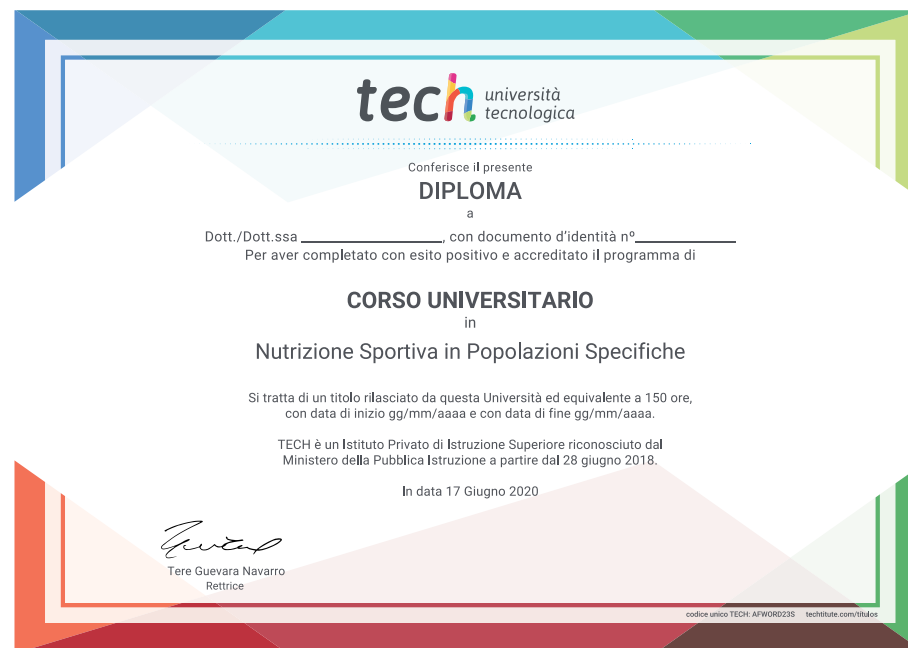 tech università
tecnologica
Conferisce il presente
DIPLOMA
a
Dott./Dott.ssa ____________________, con documento d'identità nº______________
Per aver completato con esito positivo e accreditato il programma di
CORSO UNIVERSITARIO
in
Nutrizione Sportiva in Popolazioni Specifiche
Si tratta di un titolo rilasciato da questa Università ed equivalente a 150 ore,
con data di inizio gg/mm/aaaa e con data di fine gg/mm/aaaa.
TECH è un Istituto Privato di Istruzione Superiore riconosciuto dal
Ministero della Pubblica Istruzione a partire dal 28 giugno 2018.
In data 17 Giugno 2020
Tere Guevara Navarro
Rettrice
codice unico TECH: AFWORD23S techtitute.com/títulos